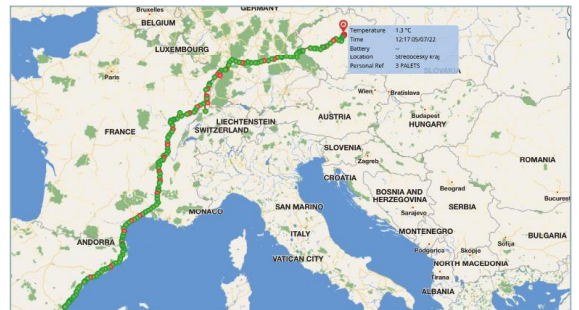 Bruxelles
BELGIUM
GERMANY
LUXEMBOURG
Temperature 1.3 °C
Time 12:17 05/07/22
Battery --
Location Středočeský kraj
Personal Ref 3 PALETS
SLOVAKIA
Paris
Wien
Bratislava
Budapest
HUNGARY
AUSTRIA
LIECHTENSTEIN
SWITZERLAND
FRANCE
SLOVENIA
Zagreb
CROATIA
ROMANIA
BOSNIA AND
HERZEGOVINA
Beograd
SERBIA
Bucurest
Sarajevo
MONACO
SAN MARINO
ITALY
MONTENEGRO
Podgorica
Skopje
Sofija
BULGARIA
ANDORRA
VATICAN CITY
NORTH MACEDONIA
Tirana
ALBANIA